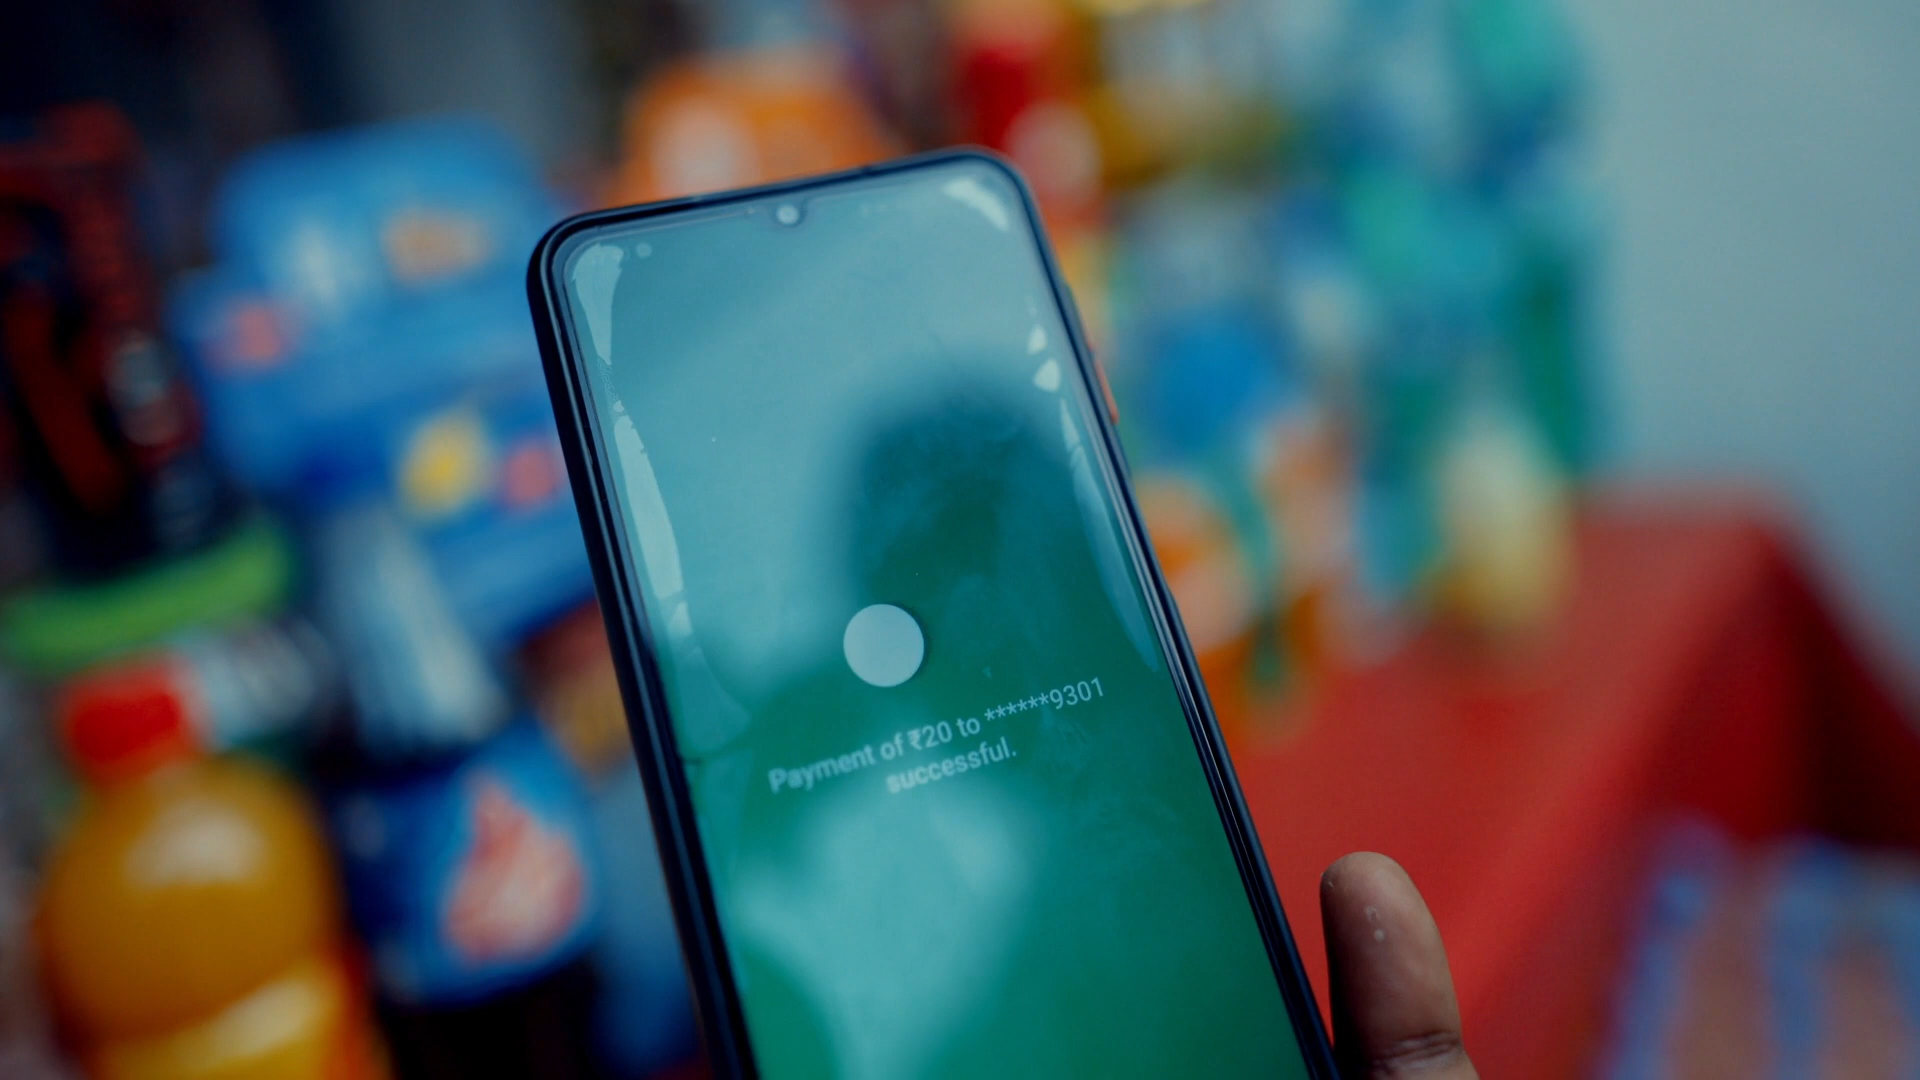 Payment of ₹20 to ******9301
successful.